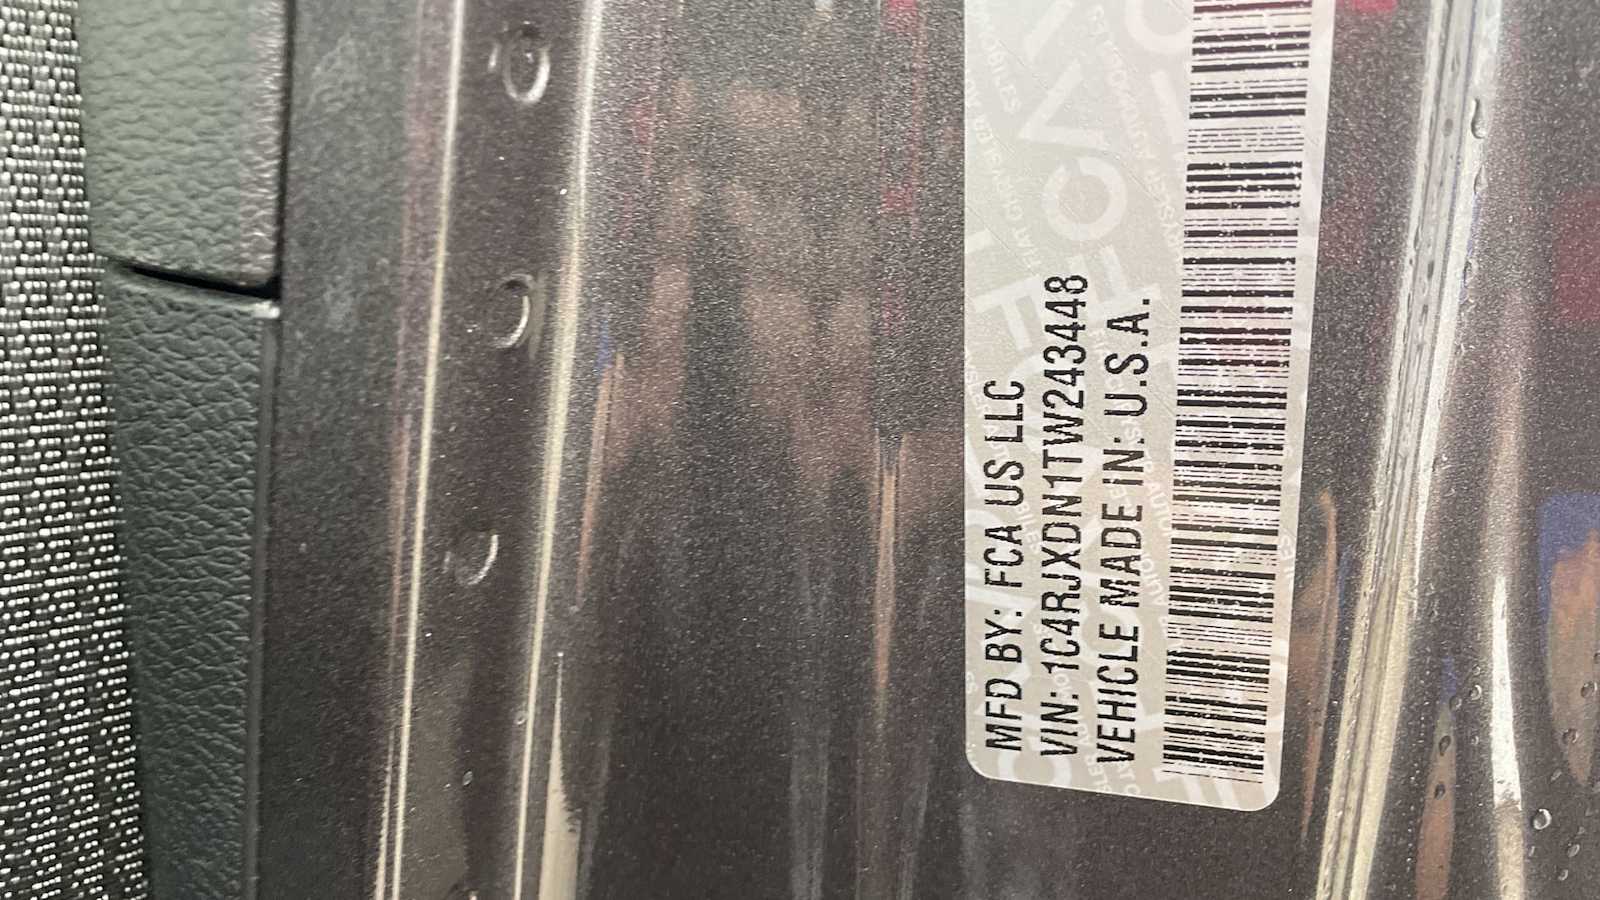 MFD BY: FCA US LLC
VIN: 1C4RJXDN1TW243448
VEHICLE MADE IN: U.S.A.